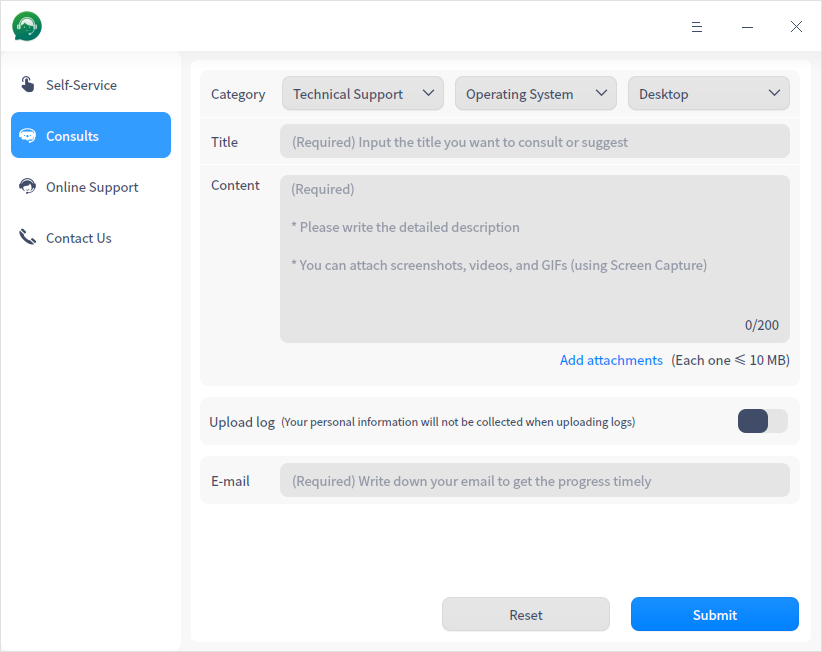 Self-Service
Consults
Online Support
Contact Us
Category Technical Support Operating System Desktop
Title (Required) Input the title you want to consult or suggest
Content (Required)
* Please write the detailed description
* You can attach screenshots, videos, and GIFs (using Screen Capture)
0/200
Add attachments (Each one ⩽ 10 MB)
Upload log (Your personal information will not be collected when uploading logs)
E-mail (Required) Write down your email to get the progress timely
Reset Submit